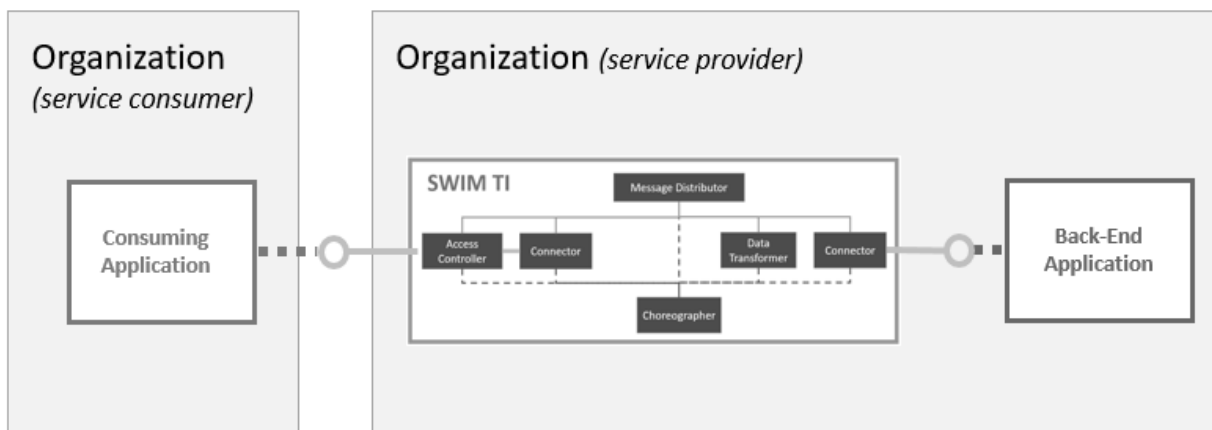 Organization
(service consumer)
Organization (service provider)
SWIM TI
Message Distributor
Consuming
Application
Access
Controller
Connector
Data
Transformer
Connector
Choreographer
Back-End
Application